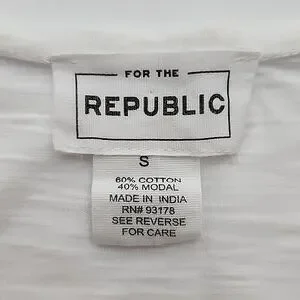 FOR THE
REPUBLIC
S
60% COTTON
40% MODAL
MADE IN INDIA
RN# 93178
SEE REVERSE
FOR CARE